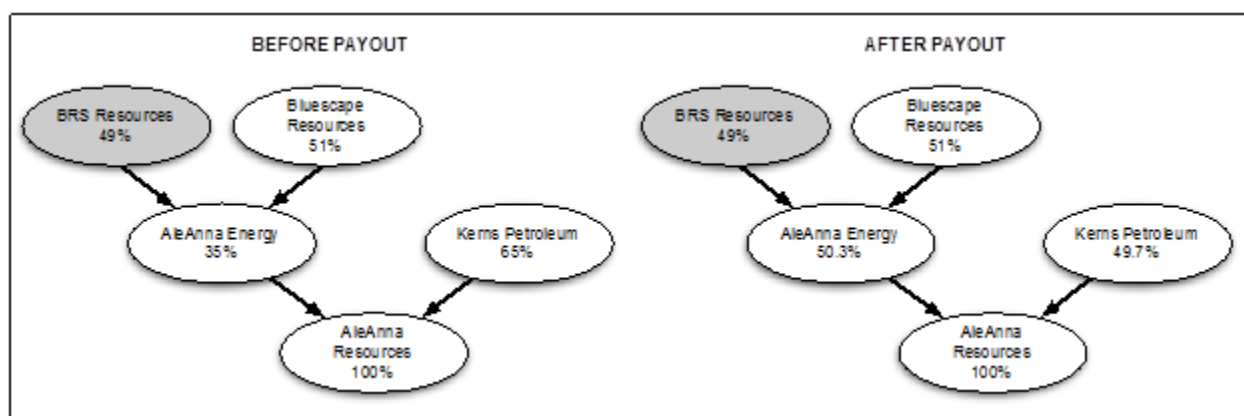 BEFORE PAYOUT
BRS Resources
49%
Bluescape
Resources
51%
AleAnna Energy
35%
Kerns Petroleum
65%
AleAnna
Resources
100%
AFTER PAYOUT
BRS Resources
49%
Bluescape
Resources
51%
AleAnna Energy
50.3%
Kerns Petroleum
49.7%
AleAnna
Resources
100%